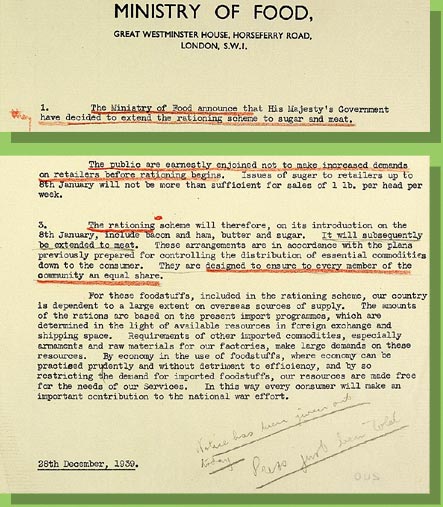 MINISTRY OF FOOD,
GREAT WESTMINSTER HOUSE, HORSEFERRY ROAD,
LONDON, S.W.1.
the
1. The Ministry of Food announce that His Majesty's Government
have decided to extend the rationing scheme to sugar and meat.
The public are earnestly enjoined not to make increased demands
on retailers before rationing begins. Issues of sugar to retailers up to
8th January will not be more than sufficient for sales of 1 lb. per head per
week.
3. The rationing scheme will therefore, on its introduction on the
8th January, include bacon and ham, butter and sugar. It will subsequently
be extended to meat. These arrangements are in accordance with the plans
previously prepared for controlling the distribution of essential commodities
down to the consumer. They are designed to ensure to every member of the
community an equal share.
For these foodstuffs, included in the rationing scheme, our country
is dependent to a large extent on overseas sources of supply. The amounts
of the rations are based on the present import programmes, which are
determined in the light of available resources in foreign exchange and
shipping space. Requirements of other imported commodities, especially
armaments and raw materials for our factories, make large demands on these
resources. By economy in the use of foodstuffs, where economy can be
practised prudently and without detriment to efficiency, and by so
restricting the demand for imported foodstuffs, our resources are made free
for the needs of our Services. In this way every consumer will make an
important contribution to the national war effort.
Notice has been given out
today. Press just been told
28th December, 1939.